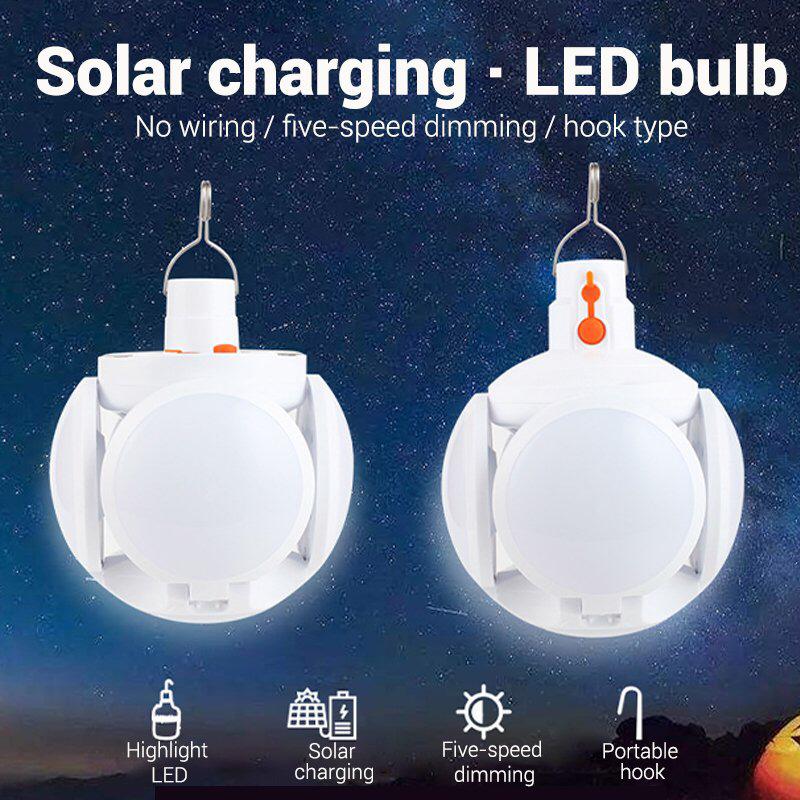 Solar charging · LED bulb
No wiring / five-speed dimming / hook type
Highlight
LED
Solar
charging
Five-speed
dimming
Portable
hook